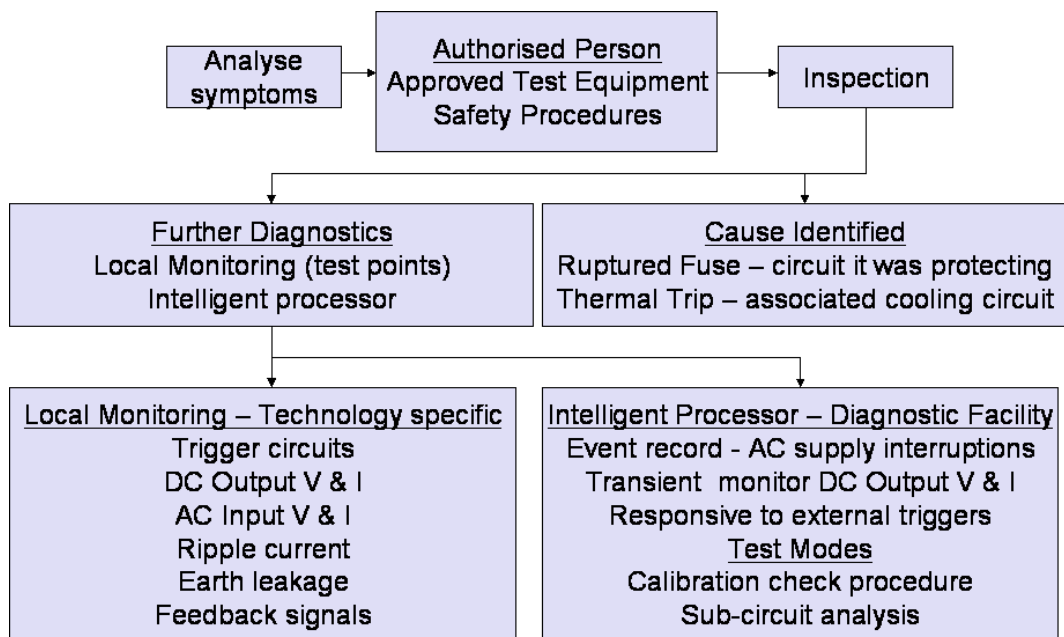 Analyse
symptoms
Authorised Person
Approved Test Equipment
Safety Procedures
Inspection
Further Diagnostics
Local Monitoring (test points)
Intelligent processor
Cause Identified
Ruptured Fuse – circuit it was protecting
Thermal Trip – associated cooling circuit
Local Monitoring – Technology specific
Trigger circuits
DC Output V & I
AC Input V & I
Ripple current
Earth leakage
Feedback signals
Intelligent Processor – Diagnostic Facility
Event record - AC supply interruptions
Transient monitor DC Output V & I
Responsive to external triggers
Test Modes
Calibration check procedure
Sub-circuit analysis